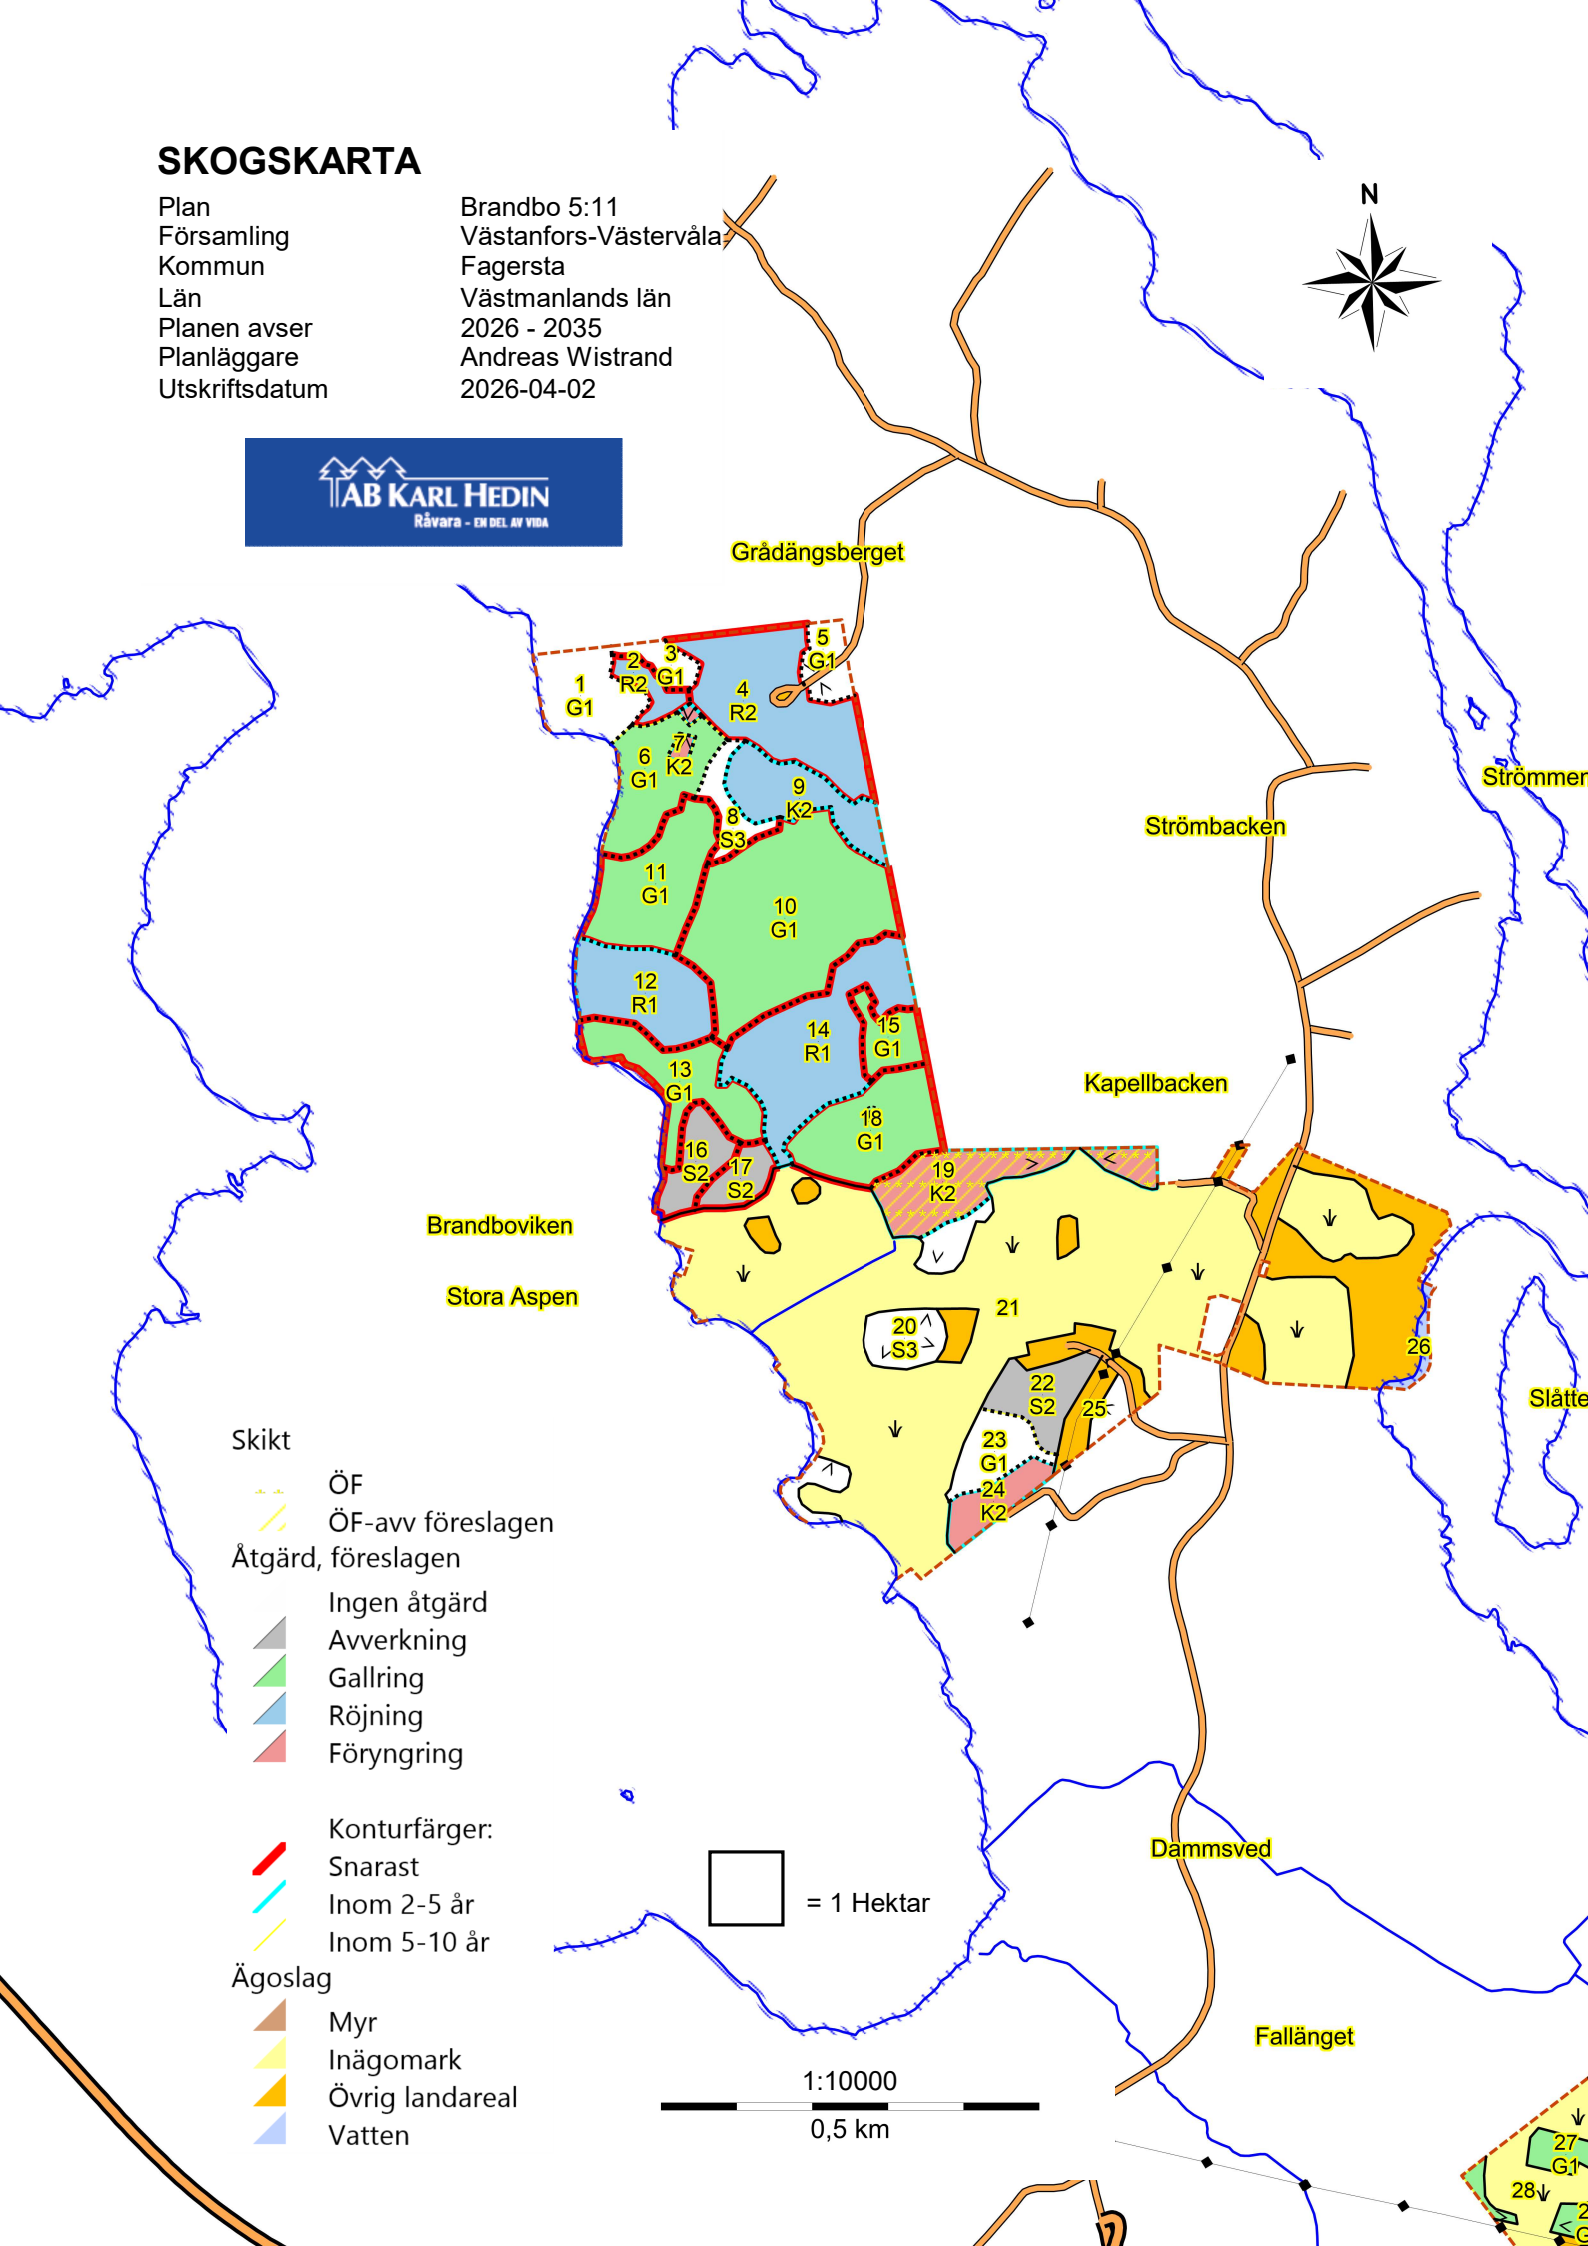 SKOGSKARTA
Plan Brandbo 5:11
Församling Västanfors-Västervåla
Kommun Fagersta
Län Västmanlands län
Planen avser 2026 - 2035
Planläggare Andreas Wistrand
Utskriftsdatum 2026-04-02
N
AB KARL HEDIN
Råvara - EN DEL AV VIDA
Grådängsberget
1
G1
2
R2
3
G1
4
R2
5
G1
6
G1
7
K2
8
S3
9
K2
Strömmen
Strömbacken
10
G1
11
G1
12
R1
13
G1
14
R1
15
G1
Kapellbacken
16
S2
17
S2
18
G1
19
K2
Brandboviken
Stora Aspen
20
S3
21
22
S2
23
G1
24
K2
25
26
Slåtte
Skikt
ÖF
ÖF-avv föreslagen
Åtgärd, föreslagen
Ingen åtgärd
Avverkning
Gallring
Röjning
Föryngring
Konturfärger:
Snarast
Inom 2-5 år
Inom 5-10 år
Ägoslag
Myr
Inägomark
Övrig landareal
Vatten
= 1 Hektar
Dammsved
Fallänget
1:10000
0,5 km
27
G1
28